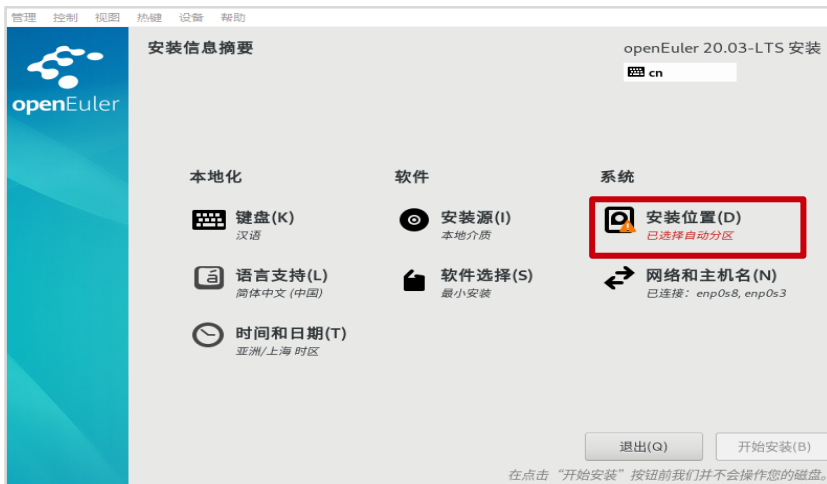 管理 控制 视图 热键 设备 帮助
安装信息摘要
openEuler 20.03-LTS 安装
cn
openEuler
本地化
键盘(K)
汉语
语言支持(L)
简体中文 (中国)
时间和日期(T)
亚洲/上海 时区
软件
安装源(I)
本地介质
软件选择(S)
最小安装
系统
安装位置(D)
已选择自动分区
网络和主机名(N)
已连接: enp0s8, enp0s3
退出(Q)
开始安装(B)
在点击“开始安装”按钮前我们并不会操作您的磁盘。